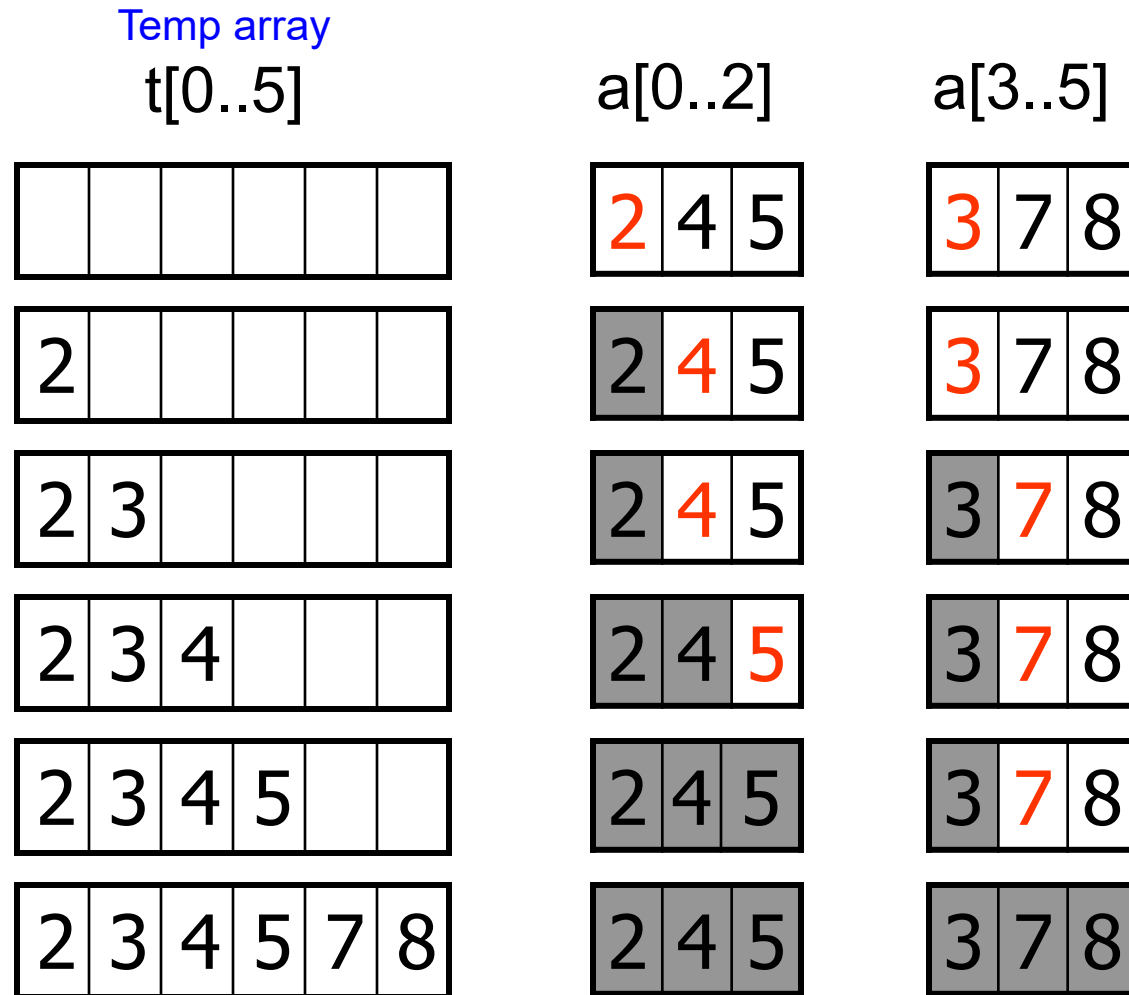 Temp array
t[0..5] a[0..2] a[3..5]
2 4 5 3 7 8
2 2 4 5 3 7 8
2 3 2 4 5 3 7 8
2 3 4 2 4 5 3 7 8
2 3 4 5 2 4 5 3 7 8
2 3 4 5 7 8 2 4 5 3 7 8